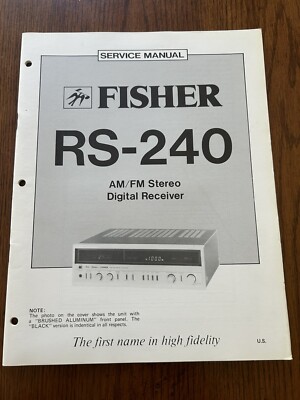 SERVICE MANUAL
FISHER
RS-240
AM/FM Stereo
Digital Receiver
NOTE:
The photo on the cover shows the unit with
a "BRUSHED ALUMINUM" front panel. The
"BLACK" version is indentical in all respects.
The first name in high fidelity
U.S.